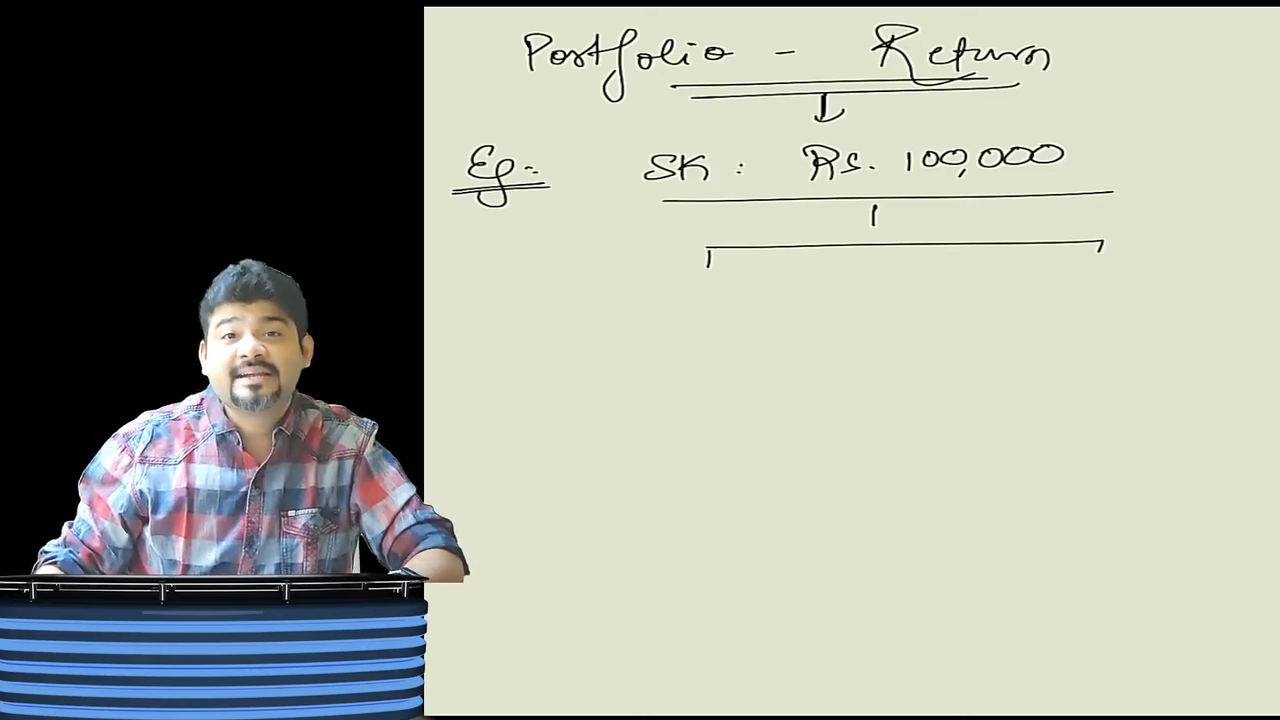 Portfolio - Return
Eg:- SK : Rs. 100,000